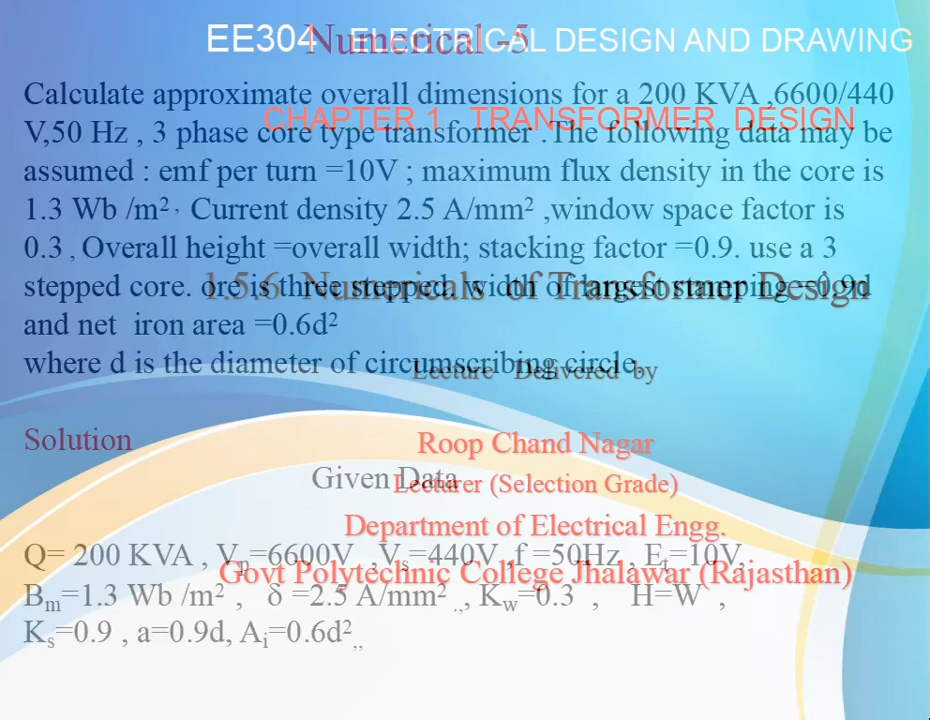 EE304 ELECTRICAL DESIGN AND DRAWING
Numerical -5
Calculate approximate overall dimensions for a 200 KVA ,6600/440
CHAPTER 1 TRANSFORMER DESIGN
V,50 Hz , 3 phase core type transformer .The following data may be
assumed : emf per turn =10V ; maximum flux density in the core is
1.3 Wb /m² , Current density 2.5 A/mm² ,window space factor is
0.3 , Overall height =overall width; stacking factor =0.9. use a 3
stepped core. ore is three stepped, width of largest stamping =0.9d
1.5.6 Numericals of Transformer Design
and net iron area =0.6d²
where d is the diameter of circumscribing circle.
Lecture Delivered by
Solution
Roop Chand Nagar
Given Data
Lecturer (Selection Grade)
Department of Electrical Engg.
Q= 200 KVA , Vp=6600V , Vs=440V ,f =50Hz , Et=10V,
Govt Polytechnic College Jhalawar (Rajasthan)
Bm=1.3 Wb /m² , δ =2.5 A/mm² .,, Kw=0.3 , H=W ,
Ks=0.9 , a=0.9d, Ai=0.6d² ,,